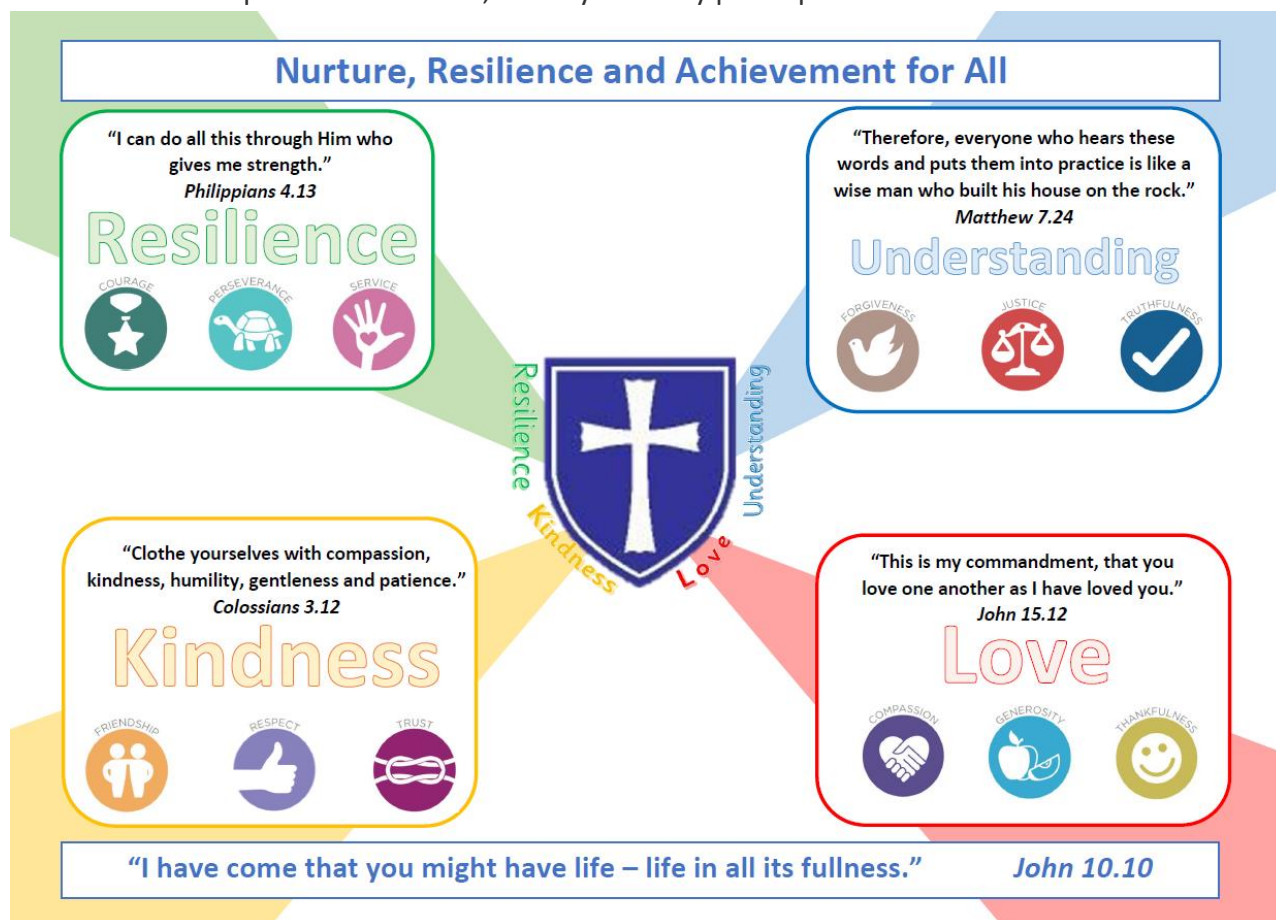 Nurture, Resilience and Achievement for All
“I can do all this through Him who
gives me strength.”
Philippians 4.13
Resilience
COURAGE
PERSEVERANCE
SERVICE
“Therefore, everyone who hears these
words and puts them into practice is like a
wise man who built his house on the rock.”
Matthew 7.24
Understanding
FORGIVENESS
JUSTICE
TRUTHFULNESS
Resilience
Understanding
Kindness
Love
“Clothe yourselves with compassion,
kindness, humility, gentleness and patience.”
Colossians 3.12
Kindness
FRIENDSHIP
RESPECT
TRUST
“This is my commandment, that you
love one another as I have loved you.”
John 15.12
Love
COMPASSION
GENEROSITY
THANKFULNESS
“I have come that you might have life – life in all its fullness.” John 10.10